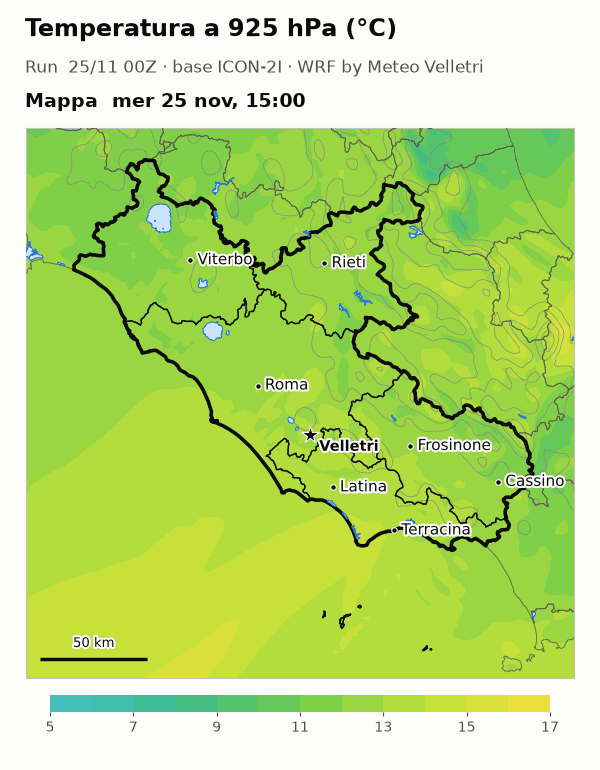 Temperatura a 925 hPa (°C)
Run  25/11 00Z · base ICON-2I · WRF by Meteo Velletri
Mappa  mer 25 nov, 15:00
Viterbo
Rieti
Roma
Velletri
Frosinone
Latina
Cassino
Terracina
50 km
5 7 9 11 13 15 17